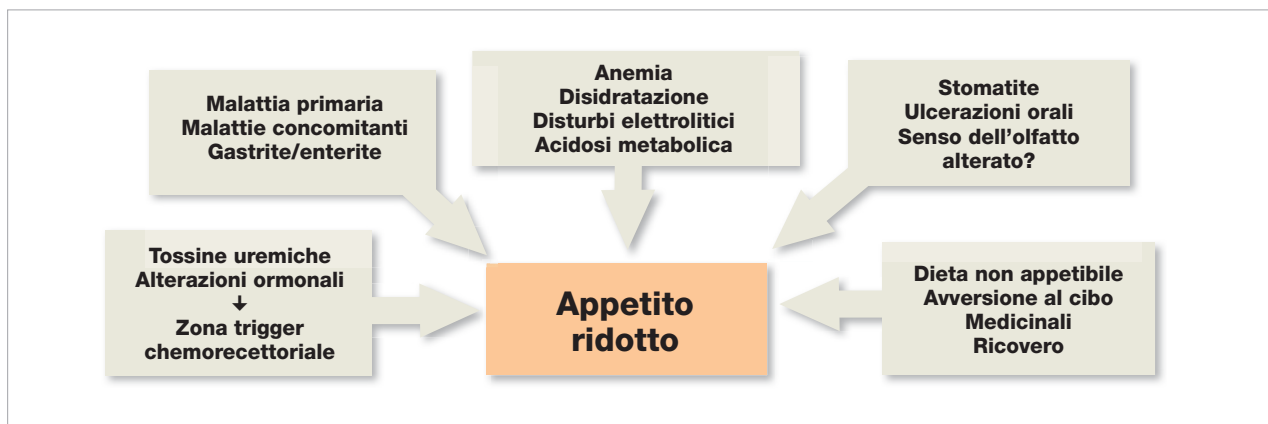 Malattia primaria
Malattie concomitanti
Gastrite/enterite
Anemia
Disidratazione
Disturbi elettrolitici
Acidosi metabolica
Stomatite
Ulcerazioni orali
Senso dell’olfatto
alterato?
Tossine uremiche
Alterazioni ormonali
Zona trigger
chemorecettoriale
Appetito
ridotto
Dieta non appetibile
Avversione al cibo
Medicinali
Ricovero